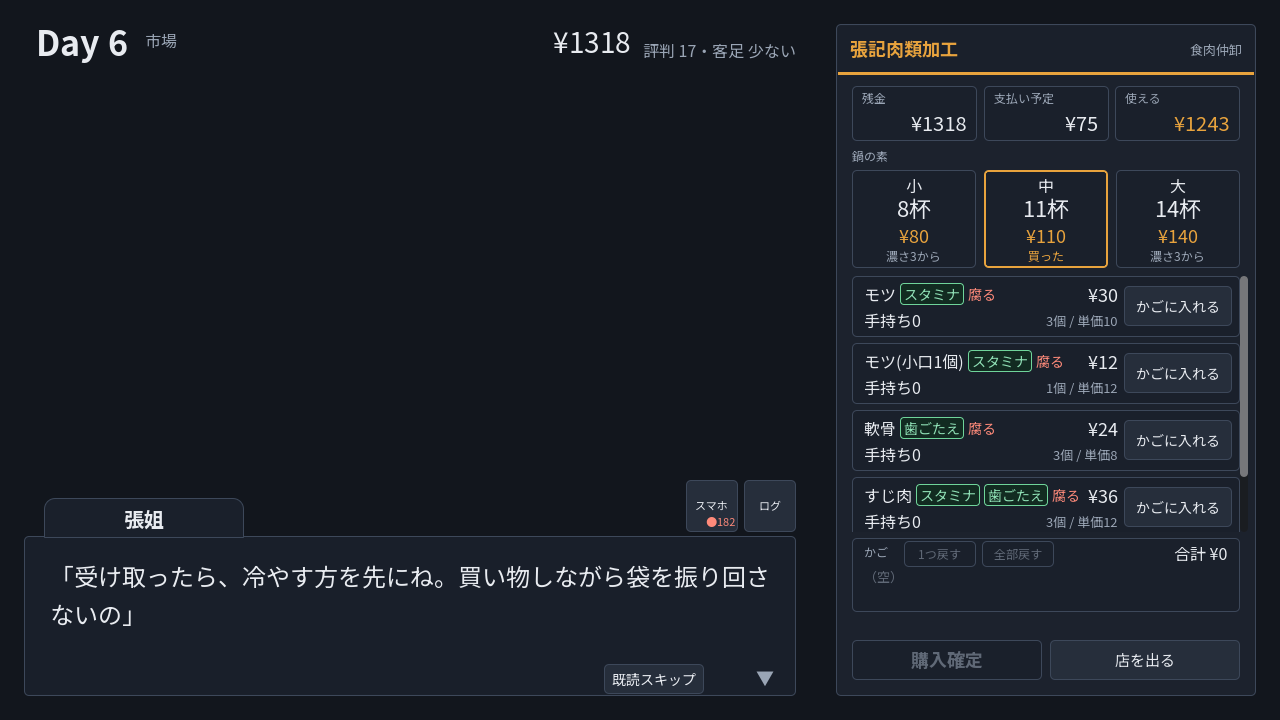 Day 6 市場
¥1318 評判 17・客足 少ない
張記肉類加工 食肉仲卸
残金 支払い予定 使える
¥1318 ¥75 ¥1243
鍋の素
小 中 大
8杯 11杯 14杯
¥80 ¥110 ¥140
濃さ3から 買った 濃さ3から
モツ スタミナ 腐る ¥30 かごに入れる
手持ち0 3個 / 単価10
モツ(小口1個) スタミナ 腐る ¥12 かごに入れる
手持ち0 1個 / 単価12
軟骨 歯ごたえ 腐る ¥24 かごに入れる
手持ち0 3個 / 単価8
すじ肉 スタミナ 歯ごたえ 腐る ¥36 かごに入れる
手持ち0 3個 / 単価12
かご 1つ戻す 全部戻す 合計 ¥0
（空）
購入確定 店を出る
スマホ ログ
182
張姐
「受け取ったら、冷やす方を先にね。買い物しながら袋を振り回さ
ないの」
既読スキップ ▼